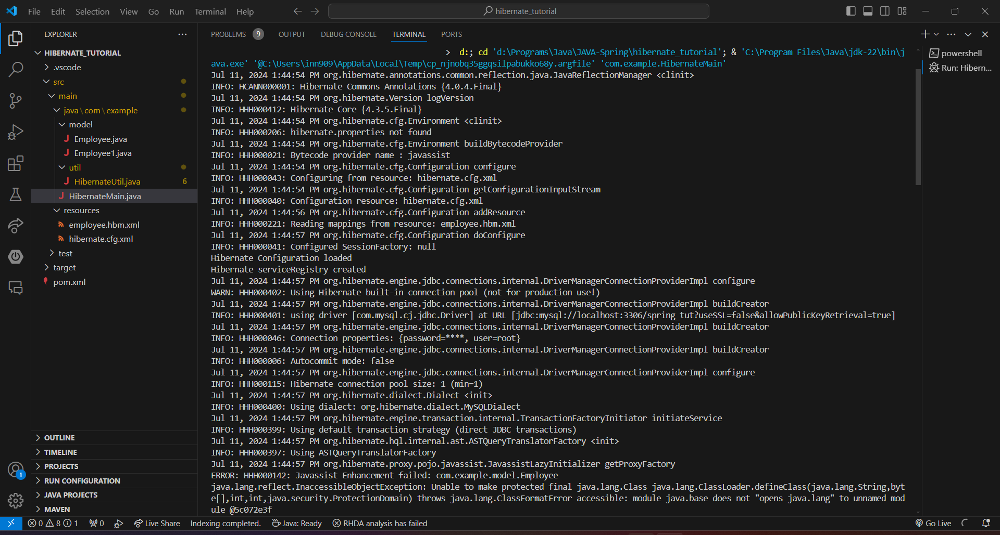 File Edit Selection View Go Run Terminal Help
hibernate_tutorial
EXPLORER
HIBERNATE_TUTORIAL
.vscode
src
main
java\com\example
model
Employee.java
Employee1.java
util
HibernateUtil.java 6
HibernateMain.java
resources
employee.hbm.xml
hibernate.cfg.xml
test
target
pom.xml
OUTLINE
TIMELINE
PROJECTS
RUN CONFIGURATION
JAVA PROJECTS
MAVEN
1
PROBLEMS 9 OUTPUT DEBUG CONSOLE TERMINAL PORTS
> d:; cd 'd:\Programs\Java\JAVA-Spring\hibernate_tutorial'; & 'C:\Program Files\Java\jdk-22\bin\j
ava.exe' '@C:\Users\inn909\AppData\Local\Temp\cp_njnobq35ggqsilpabukko68y.argfile' 'com.example.HibernateMain'
Jul 11, 2024 1:44:54 PM org.hibernate.annotations.common.reflection.java.JavaReflectionManager <clinit>
INFO: HCANN000001: Hibernate Commons Annotations {4.0.4.Final}
Jul 11, 2024 1:44:54 PM org.hibernate.Version logVersion
INFO: HHH000412: Hibernate Core {4.3.5.Final}
Jul 11, 2024 1:44:54 PM org.hibernate.cfg.Environment <clinit>
INFO: HHH000206: hibernate.properties not found
Jul 11, 2024 1:44:54 PM org.hibernate.cfg.Environment buildBytecodeProvider
INFO: HHH000021: Bytecode provider name : javassist
Jul 11, 2024 1:44:54 PM org.hibernate.cfg.Configuration configure
INFO: HHH000043: Configuring from resource: hibernate.cfg.xml
Jul 11, 2024 1:44:54 PM org.hibernate.cfg.Configuration getConfigurationInputStream
INFO: HHH000040: Configuration resource: hibernate.cfg.xml
Jul 11, 2024 1:44:56 PM org.hibernate.cfg.Configuration addResource
INFO: HHH000221: Reading mappings from resource: employee.hbm.xml
Jul 11, 2024 1:44:57 PM org.hibernate.cfg.Configuration doConfigure
INFO: HHH000041: Configured SessionFactory: null
Hibernate Configuration loaded
Hibernate serviceRegistry created
Jul 11, 2024 1:44:57 PM org.hibernate.engine.jdbc.connections.internal.DriverManagerConnectionProviderImpl configure
WARN: HHH000402: Using Hibernate built-in connection pool (not for production use!)
Jul 11, 2024 1:44:57 PM org.hibernate.engine.jdbc.connections.internal.DriverManagerConnectionProviderImpl buildCreator
INFO: HHH000401: using driver [com.mysql.cj.jdbc.Driver] at URL [jdbc:mysql://localhost:3306/spring_tut?useSSL=false&allowPublicKeyRetrieval=true]
Jul 11, 2024 1:44:57 PM org.hibernate.engine.jdbc.connections.internal.DriverManagerConnectionProviderImpl buildCreator
INFO: HHH000046: Connection properties: {password=****, user=root}
Jul 11, 2024 1:44:57 PM org.hibernate.engine.jdbc.connections.internal.DriverManagerConnectionProviderImpl buildCreator
INFO: HHH000006: Autocommit mode: false
Jul 11, 2024 1:44:57 PM org.hibernate.engine.jdbc.connections.internal.DriverManagerConnectionProviderImpl configure
INFO: HHH000115: Hibernate connection pool size: 1 (min=1)
Jul 11, 2024 1:44:57 PM org.hibernate.dialect.Dialect <init>
INFO: HHH000400: Using dialect: org.hibernate.dialect.MySQLDialect
Jul 11, 2024 1:44:57 PM org.hibernate.engine.transaction.internal.TransactionFactoryInitiator initiateService
INFO: HHH000399: Using default transaction strategy (direct JDBC transactions)
Jul 11, 2024 1:44:57 PM org.hibernate.hql.internal.ast.ASTQueryTranslatorFactory <init>
INFO: HHH000397: Using ASTQueryTranslatorFactory
Jul 11, 2024 1:44:57 PM org.hibernate.proxy.pojo.javassist.JavassistLazyInitializer getProxyFactory
ERROR: HHH000142: Javassist Enhancement failed: com.example.model.Employee
java.lang.reflect.InaccessibleObjectException: Unable to make protected final java.lang.Class java.lang.ClassLoader.defineClass(java.lang.String,byt
e[],int,int,java.security.ProtectionDomain) throws java.lang.ClassFormatError accessible: module java.base does not "opens java.lang" to unnamed mod
ule @5c072e3f
powershell
Run: Hibern...
0 8 1 0 Live Share Indexing completed. Java: Ready RHDA analysis has failed Go Live